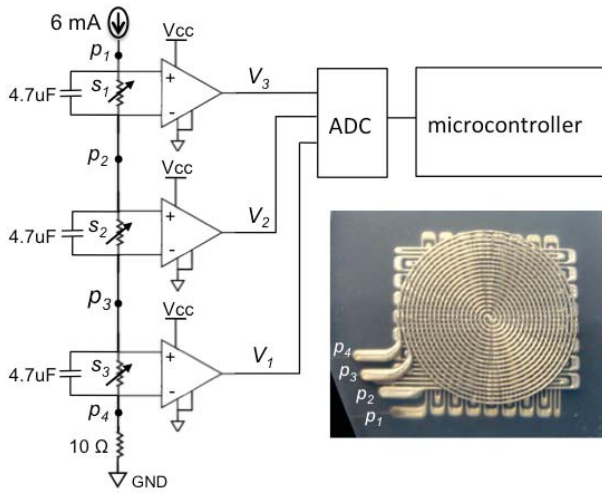 6 mA
Vcc
p1
+
4.7uF
s1
-
V3
ADC
microcontroller
p2
Vcc
+
4.7uF
s2
-
V2
p3
Vcc
+
4.7uF
s3
-
V1
p4
10 Ω
GND
p4
p3
p2
p1